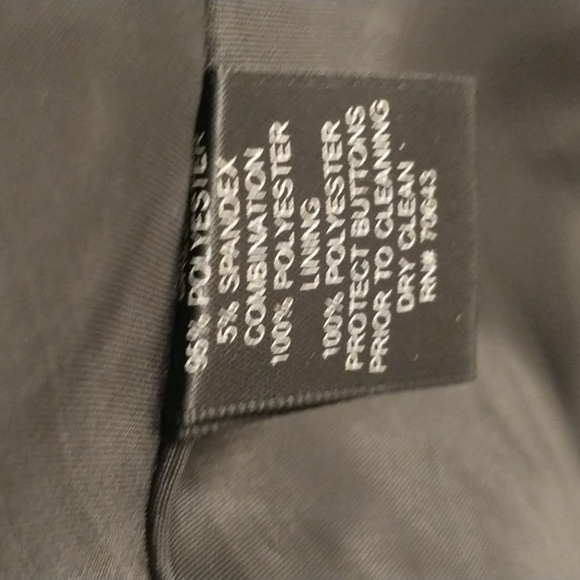 95% POLYESTER
5% SPANDEX
COMBINATION
100% POLYESTER
LINING
100% POLYESTER
PROTECT BUTTONS
PRIOR TO CLEANING
DRY CLEAN
RN# 70643